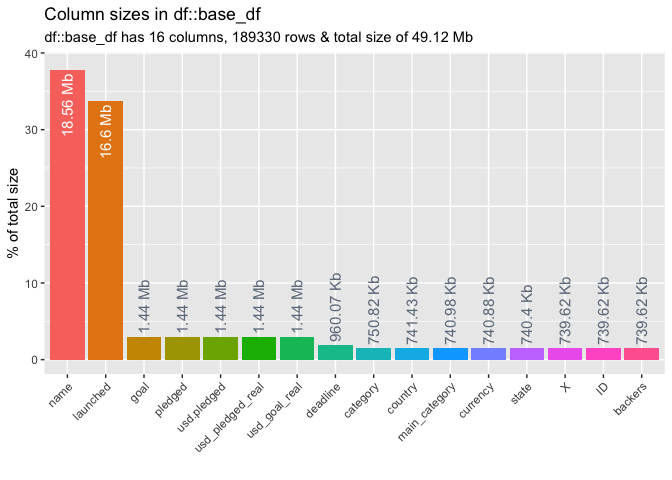 Column sizes in df::base_df
df::base_df has 16 columns, 189330 rows & total size of 49.12 Mb
% of total size
40
30
20
10
0
18.56 Mb
16.6 Mb
1.44 Mb
1.44 Mb
1.44 Mb
1.44 Mb
1.44 Mb
960.07 Kb
750.82 Kb
741.43 Kb
740.98 Kb
740.88 Kb
740.4 Kb
739.62 Kb
739.62 Kb
739.62 Kb
name
launched
goal
pledged
usd.pledged
usd_pledged_real
usd_goal_real
deadline
category
country
main_category
currency
state
X
ID
backers